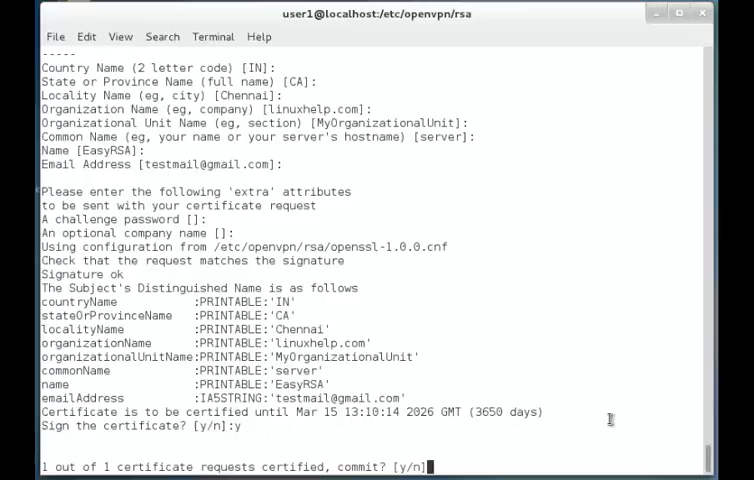 user1@localhost:/etc/openvpn/rsa
File Edit View Search Terminal Help
-----
Country Name (2 letter code) [IN]:
State or Province Name (full name) [CA]:
Locality Name (eg, city) [Chennai]:
Organization Name (eg, company) [linuxhelp.com]:
Organizational Unit Name (eg, section) [MyOrganizationalUnit]:
Common Name (eg, your name or your server's hostname) [server]:
Name [EasyRSA]:
Email Address [testmail@gmail.com]:
Please enter the following 'extra' attributes
to be sent with your certificate request
A challenge password []:
An optional company name []:
Using configuration from /etc/openvpn/rsa/openssl-1.0.0.cnf
Check that the request matches the signature
Signature ok
The Subject's Distinguished Name is as follows
countryName :PRINTABLE:'IN'
stateOrProvinceName :PRINTABLE:'CA'
localityName :PRINTABLE:'Chennai'
organizationName :PRINTABLE:'linuxhelp.com'
organizationalUnitName:PRINTABLE:'MyOrganizationalUnit'
commonName :PRINTABLE:'server'
name :PRINTABLE:'EasyRSA'
emailAddress :IA5STRING:'testmail@gmail.com'
Certificate is to be certified until Mar 15 13:10:14 2026 GMT (3650 days)
Sign the certificate? [y/n]:y
1 out of 1 certificate requests certified, commit? [y/n]